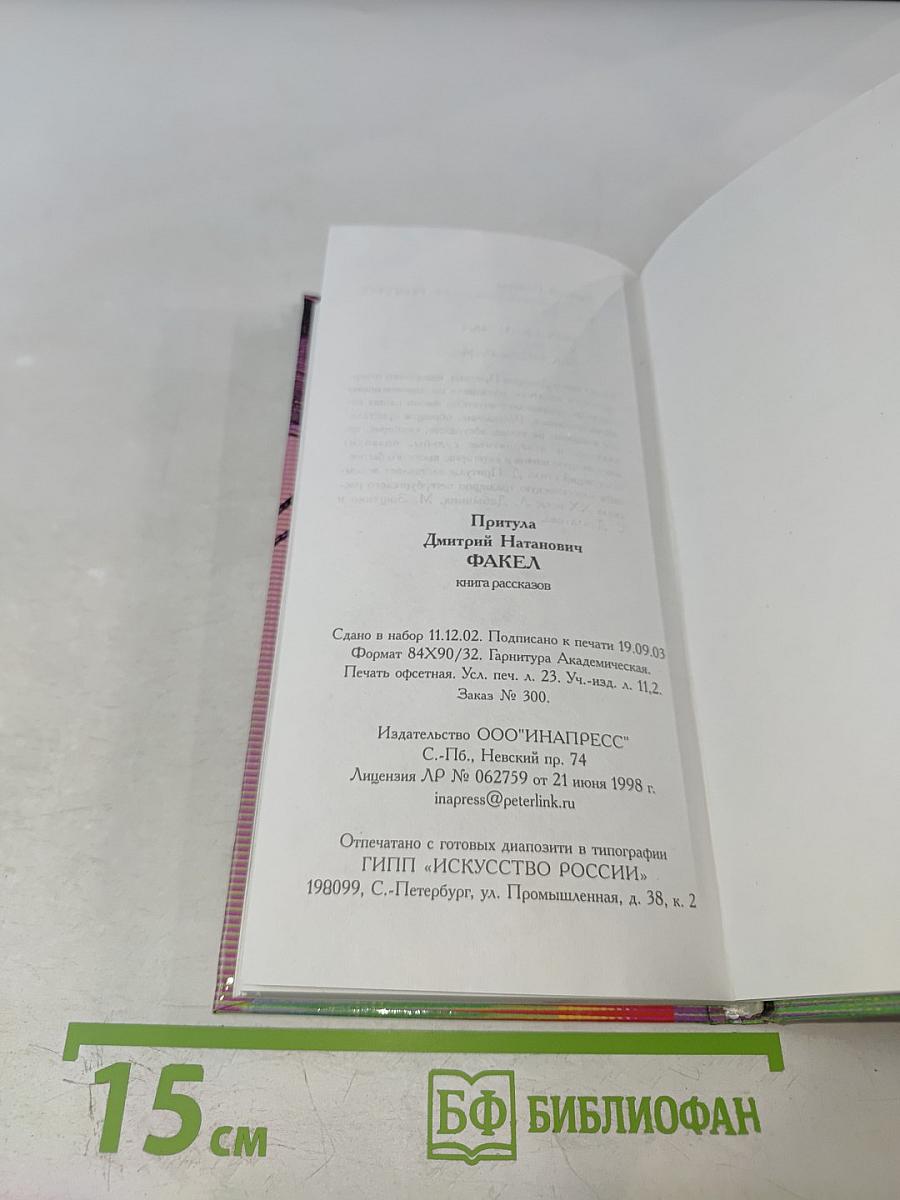 Притула
Дмитрий Натанович
ФАКЕЛ
книга рассказов
Сдано в набор 11.12.02. Подписано к печати 19.09.03
Формат 84Х90/32. Гарнитура Академическая.
Печать офсетная. Усл. печ. л. 23. Уч.-изд. л. 11,2.
Заказ № 300.
Издательство ООО"ИНАПРЕСС"
С.-Пб., Невский пр. 74
Лицензия ЛР № 062759 от 21 июня 1998 г.
inapress@peterlink.ru
Отпечатано с готовых диапозити в типографии
ГИПП «ИСКУССТВО РОССИИ»
198099, С.-Петербург, ул. Промышленная, д. 38, к. 2
15 см
БФ БИБЛИОФАН